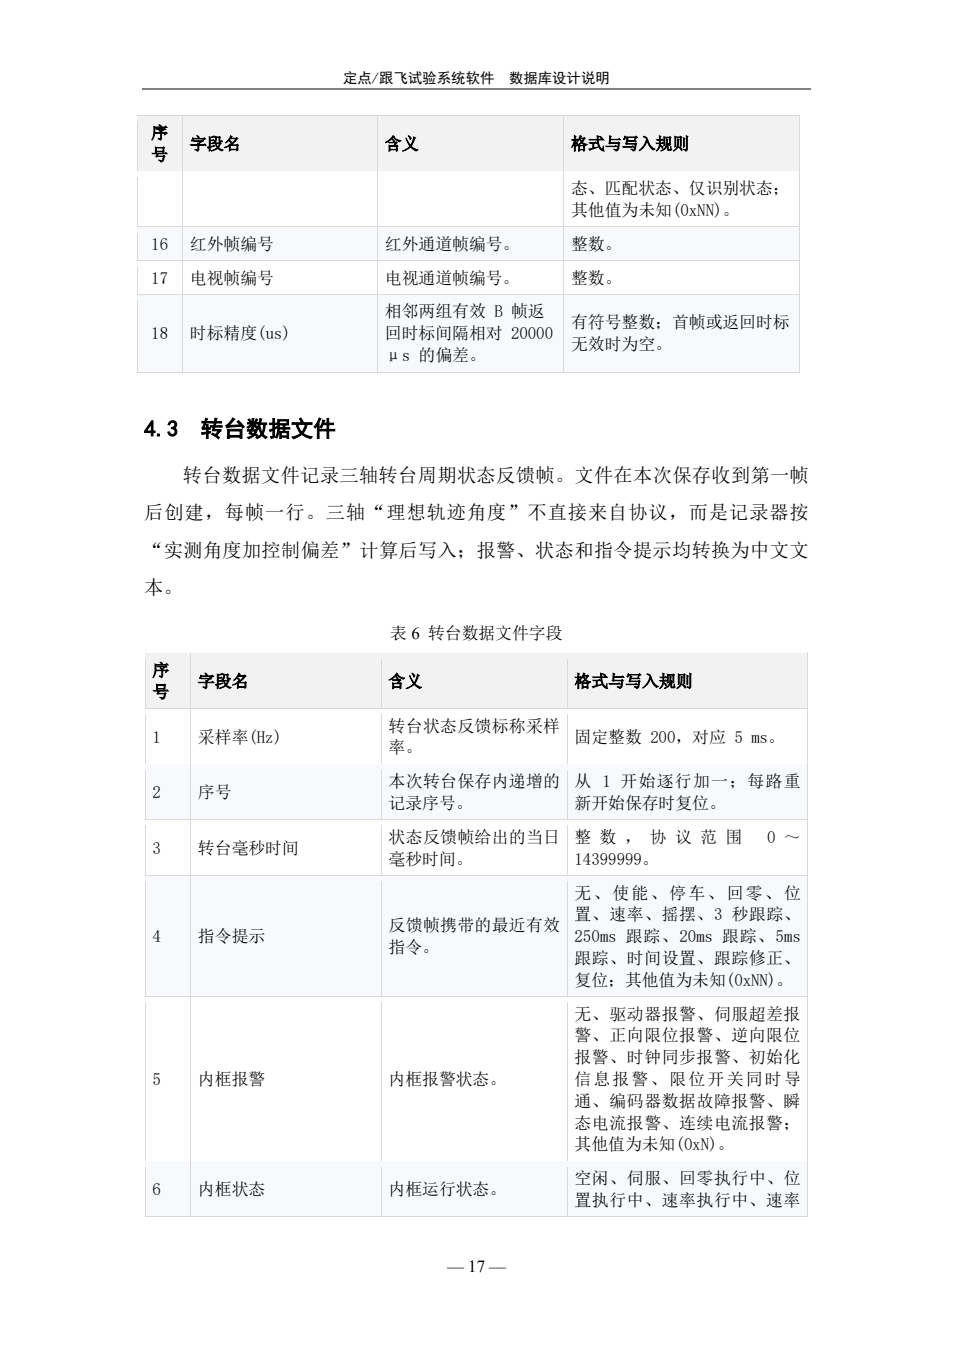 定点/跟飞试验系统软件　数据库设计说明
序号 字段名 含义 格式与写入规则
态、匹配状态、仅识别状态；
其他值为未知(0xNN)。
16 红外帧编号 红外通道帧编号。 整数。
17 电视帧编号 电视通道帧编号。 整数。
18 时标精度(us) 相邻两组有效 B 帧返
回时标间隔相对 20000
μs 的偏差。
有符号整数；首帧或返回时标
无效时为空。
4.3　转台数据文件
转台数据文件记录三轴转台周期状态反馈帧。文件在本次保存收到第一帧
后创建，每帧一行。三轴“理想轨迹角度”不直接来自协议，而是记录器按
“实测角度加控制偏差”计算后写入；报警、状态和指令提示均转换为中文文
本。
表 6 转台数据文件字段
序号 字段名 含义 格式与写入规则
1 采样率(Hz) 转台状态反馈标称采样
率。
固定整数 200，对应 5 ms。
2 序号 本次转台保存内递增的
记录序号。
从 1 开始逐行加一；每路重
新开始保存时复位。
3 转台毫秒时间 状态反馈帧给出的当日
毫秒时间。
整数，协议范围 0～
14399999。
4 指令提示 反馈帧携带的最近有效
指令。
无、使能、停车、回零、位
置、速率、摇摆、3 秒跟踪、
250ms 跟踪、20ms 跟踪、5ms
跟踪、时间设置、跟踪修正、
复位；其他值为未知(0xNN)。
5 内框报警 内框报警状态。
无、驱动器报警、伺服超差报
警、正向限位报警、逆向限位
报警、时钟同步报警、初始化
信息报警、限位开关同时导
通、编码器数据故障报警、瞬
态电流报警、连续电流报警；
其他值为未知(0xN)。
6 内框状态 内框运行状态。
空闲、伺服、回零执行中、位
置执行中、速率执行中、速率
— 17 —